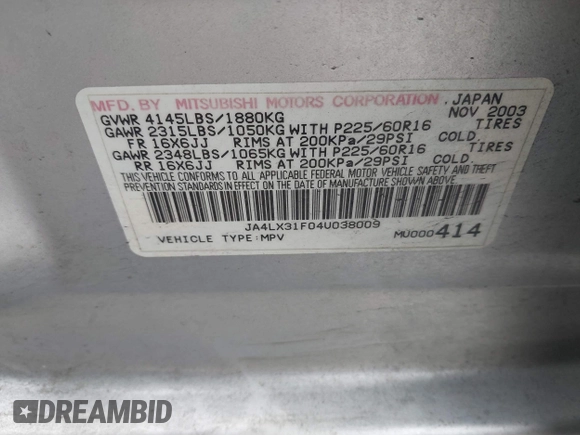 MFD. BY MITSUBISHI MOTORS CORPORATION, JAPAN
GVWR 4145LBS/1880KG NOV 2003
GAWR 2315LBS/1050KG WITH P225/60R16 TIRES
FR 16X6JJ RIMS AT 200KPa/29PSI COLD.
GAWR 2348LBS/1065KG WITH P225/60R16 TIRES
RR 16X6JJ RIMS AT 200KPa/29PSI COLD.
THIS VEHICLE CONFORMS TO ALL APPLICABLE FEDERAL MOTOR VEHICLE SAFETY AND THEFT PREVENTION
STANDARDS IN EFFECT ON THE DATE OF MANUFACTURE SHOWN ABOVE.
JA4LX31F04U038009
VEHICLE TYPE:MPV MU000414
DREAMBID